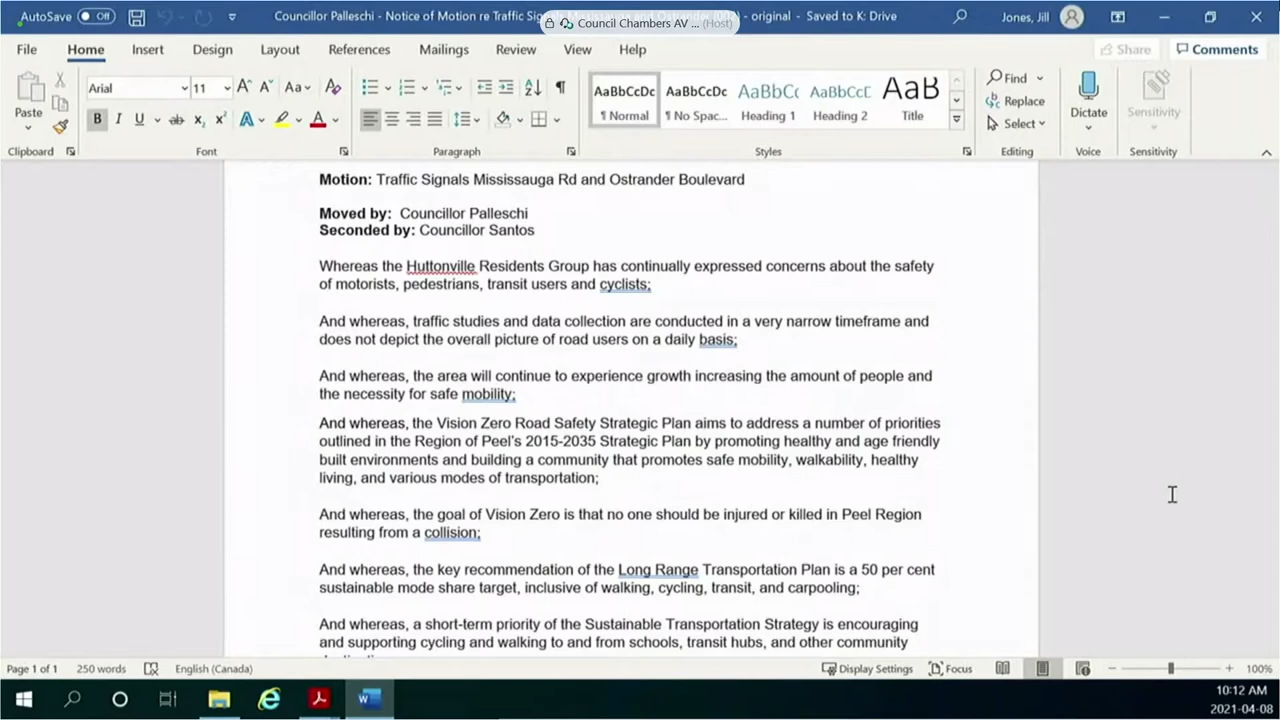 AutoSave Off
Councillor Palleschi - Notice of Motion re Traffic - original - Saved to K: Drive
Council Chambers AV ... (Host)
Jones, Jill
File Home Insert Design Layout References Mailings Review View Help Share Comments
Paste
Clipboard
Arial 11 Aa
B I U ab x₂ x² A A
Font
Paragraph
AaBbCcDc AaBbCcDc AaBbCc AaBbCcC AaB
¶ Normal ¶ No Spac... Heading 1 Heading 2 Title
Styles
Find
Replace
Select
Editing
Dictate
Voice
Sensitivity
Sensitivity
Motion: Traffic Signals Mississauga Rd and Ostrander Boulevard
Moved by: Councillor Palleschi
Seconded by: Councillor Santos
Whereas the Huttonville Residents Group has continually expressed concerns about the safety
of motorists, pedestrians, transit users and cyclists;
And whereas, traffic studies and data collection are conducted in a very narrow timeframe and
does not depict the overall picture of road users on a daily basis;
And whereas, the area will continue to experience growth increasing the amount of people and
the necessity for safe mobility;
And whereas, the Vision Zero Road Safety Strategic Plan aims to address a number of priorities
outlined in the Region of Peel's 2015-2035 Strategic Plan by promoting healthy and age friendly
built environments and building a community that promotes safe mobility, walkability, healthy
living, and various modes of transportation;
And whereas, the goal of Vision Zero is that no one should be injured or killed in Peel Region
resulting from a collision;
And whereas, the key recommendation of the Long Range Transportation Plan is a 50 per cent
sustainable mode share target, inclusive of walking, cycling, transit, and carpooling;
And whereas, a short-term priority of the Sustainable Transportation Strategy is encouraging
and supporting cycling and walking to and from schools, transit hubs, and other community
Page 1 of 1 250 words English (Canada) Display Settings Focus 100%
10:12 AM
2021-04-08